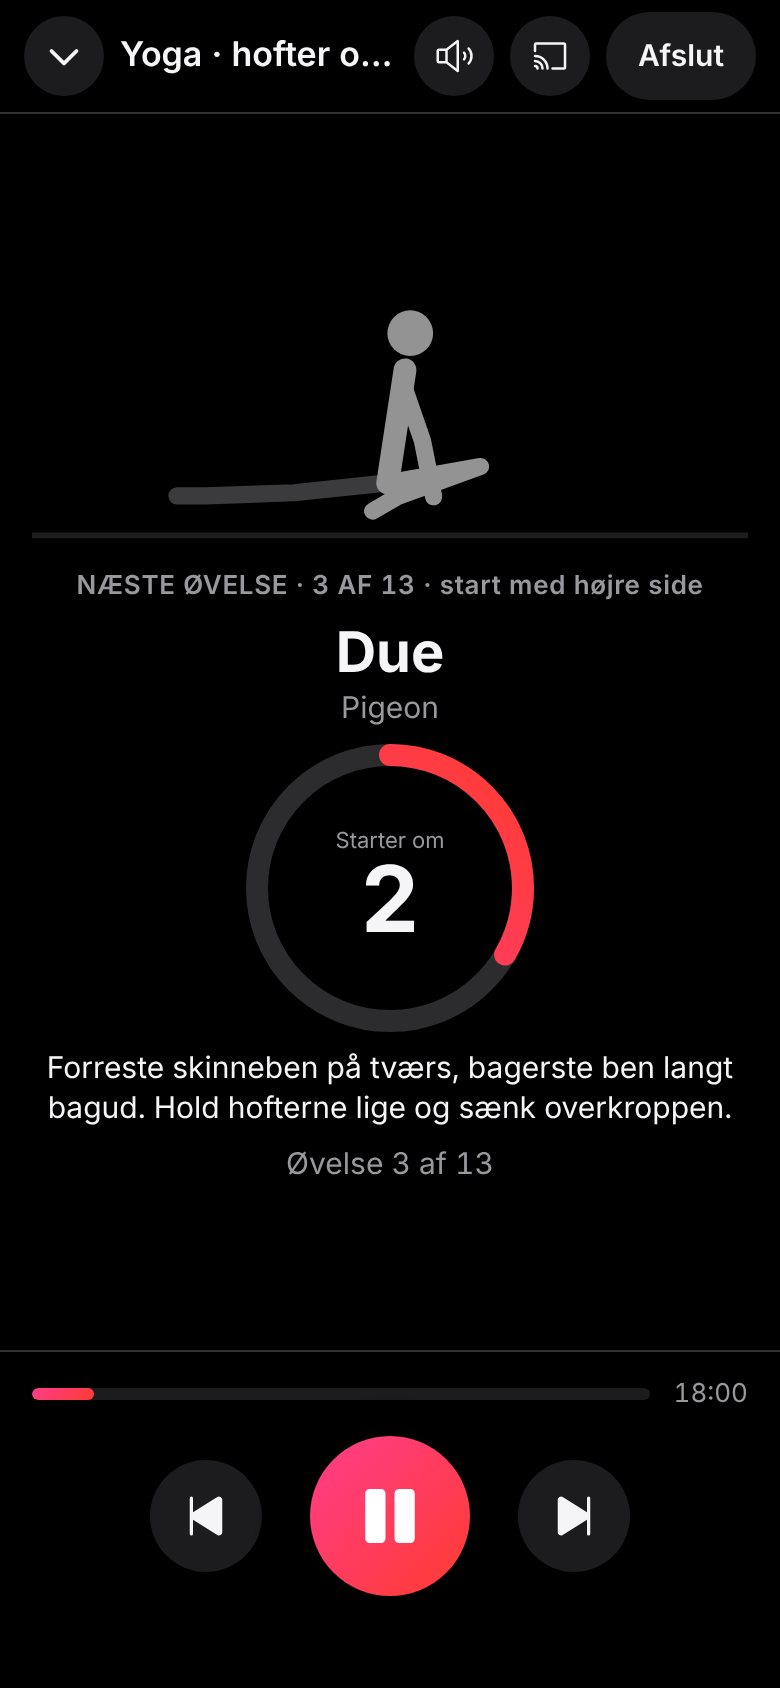 Yoga · hofter o...
Afslut
NÆSTE ØVELSE · 3 AF 13 · start med højre side
Due
Pigeon
Starter om
2
Forreste skinneben på tværs, bagerste ben langt
bagud. Hold hofterne lige og sænk overkroppen.
Øvelse 3 af 13
18:00